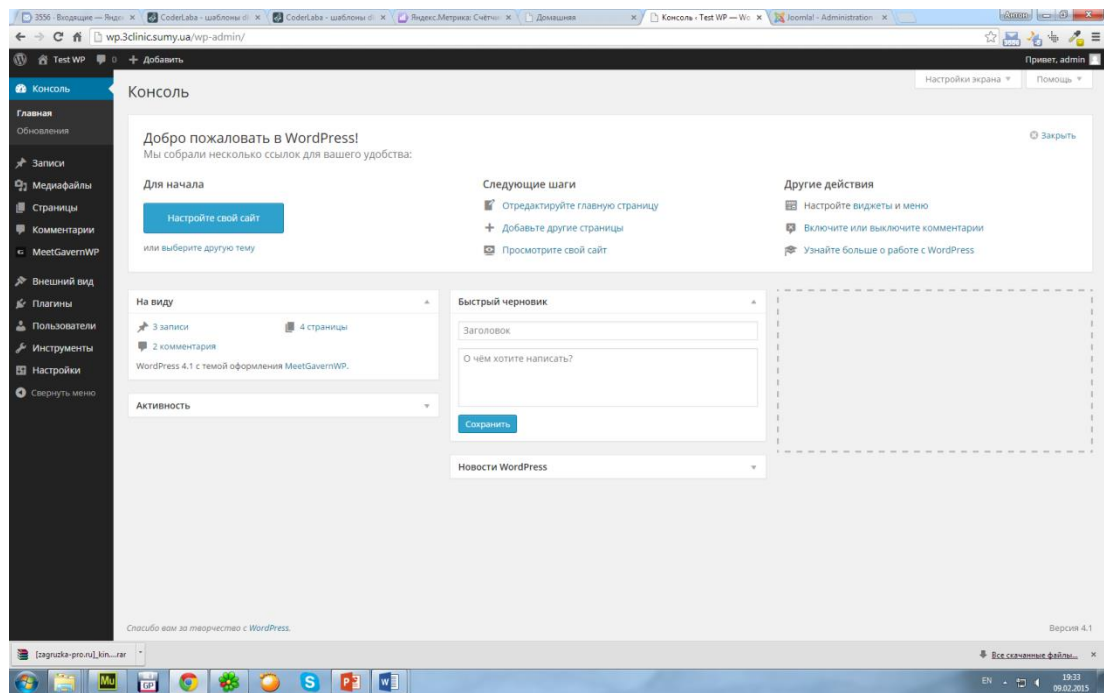 3556 · Входящие — Янде
CoderLabs - шаблоны di
CoderLabs - шаблоны di
Яндекс.Метрика: Счётчи
Домашняя
Консоль ‹ Test WP — Wo
Joomla! - Administration
Антон
wp.3clinic.sumy.ua/wp-admin/
Test WP 0 + Добавить
Привет, admin
Консоль
Главная
Обновления
Записи
Медиафайлы
Страницы
Комментарии
MeetGavernWP
Внешний вид
Плагины
Пользователи
Инструменты
Настройки
Свернуть меню
Настройки экрана
Помощь
Консоль
Добро пожаловать в WordPress!
Закрыть
Мы собрали несколько ссылок для вашего удобства:
Для начала
Настройте свой сайт
или выберите другую тему
Следующие шаги
Отредактируйте главную страницу
Добавьте другие страницы
Просмотрите свой сайт
Другие действия
Настройте виджеты и меню
Включите или выключите комментарии
Узнайте больше о работе с WordPress
На виду
3 записи
4 страницы
2 комментария
WordPress 4.1 с темой оформления MeetGavernWP.
Активность
Быстрый черновик
Заголовок
О чём хотите написать?
Сохранить
Новости WordPress
Спасибо вам за творчество с WordPress.
Версия 4.1
[zagruzka-pro.ru]_kin....rar
Все скачанные файлы...
Mu
GP
EN
19:33
09.02.2015